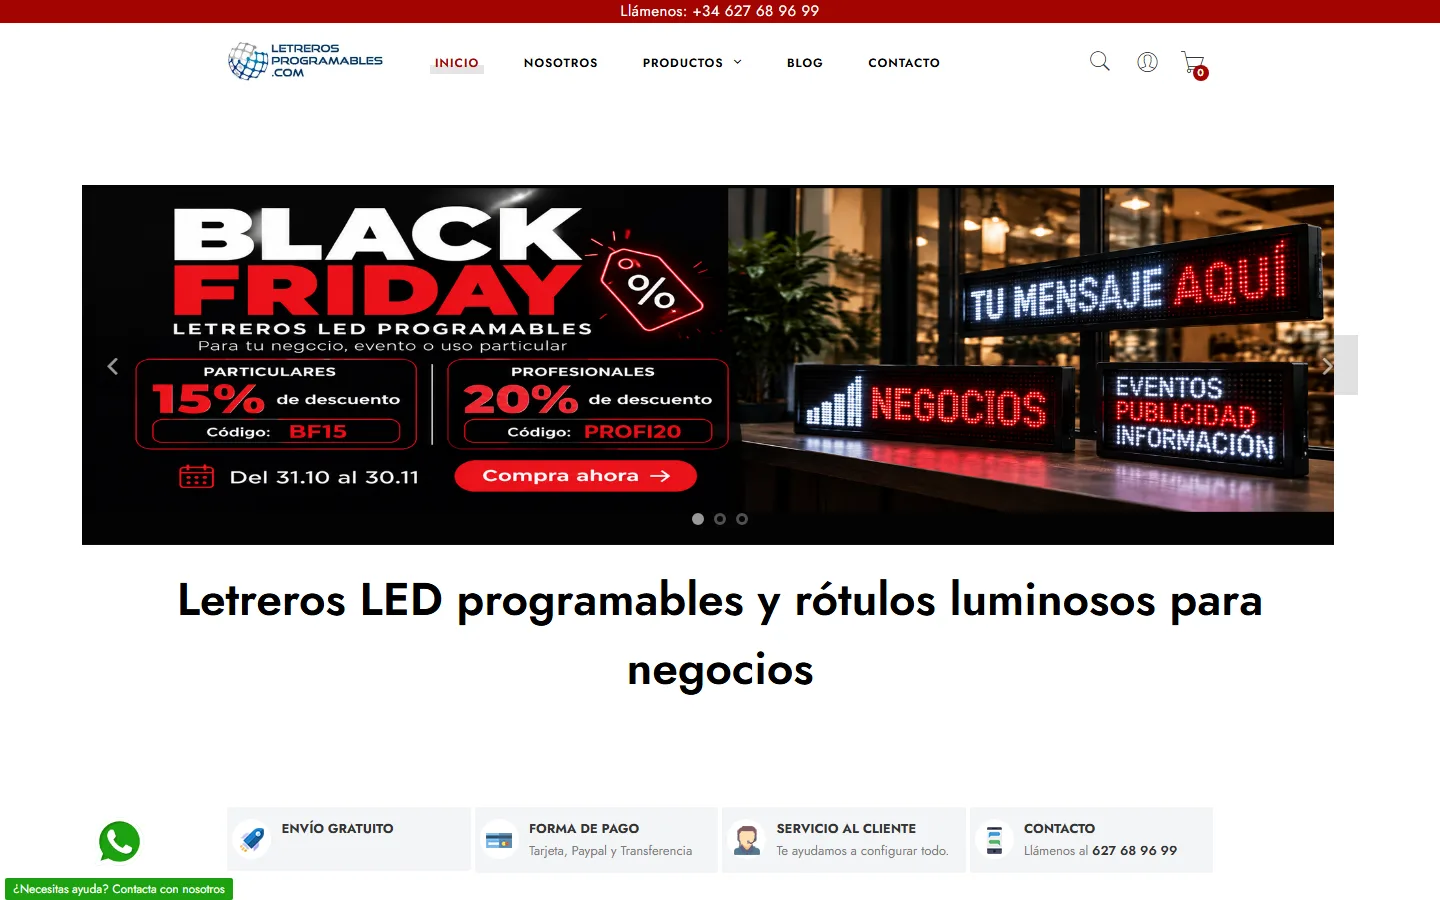 Llámenos: +34 627 68 96 99
LETREROS
PROGRAMABLES
.COM
INICIO
NOSOTROS
PRODUCTOS
BLOG
CONTACTO
0
BLACK
FRIDAY
%
LETREROS LED PROGRAMABLES
Para tu negocio, evento o uso particular
PARTICULARES
15% de descuento
Código: BF15
PROFESIONALES
20% de descuento
Código: PROFI20
Del 31.10 al 30.11
Compra ahora →
TU MENSAJE AQUÍ
NEGOCIOS
EVENTOS
PUBLICIDAD
INFORMACIÓN
Letreros LED programables y rótulos luminosos para
negocios
ENVÍO GRATUITO
FORMA DE PAGO
Tarjeta, Paypal y Transferencia
SERVICIO AL CLIENTE
Te ayudamos a configurar todo.
CONTACTO
Llámenos al 627 68 96 99
¿Necesitas ayuda? Contacta con nosotros